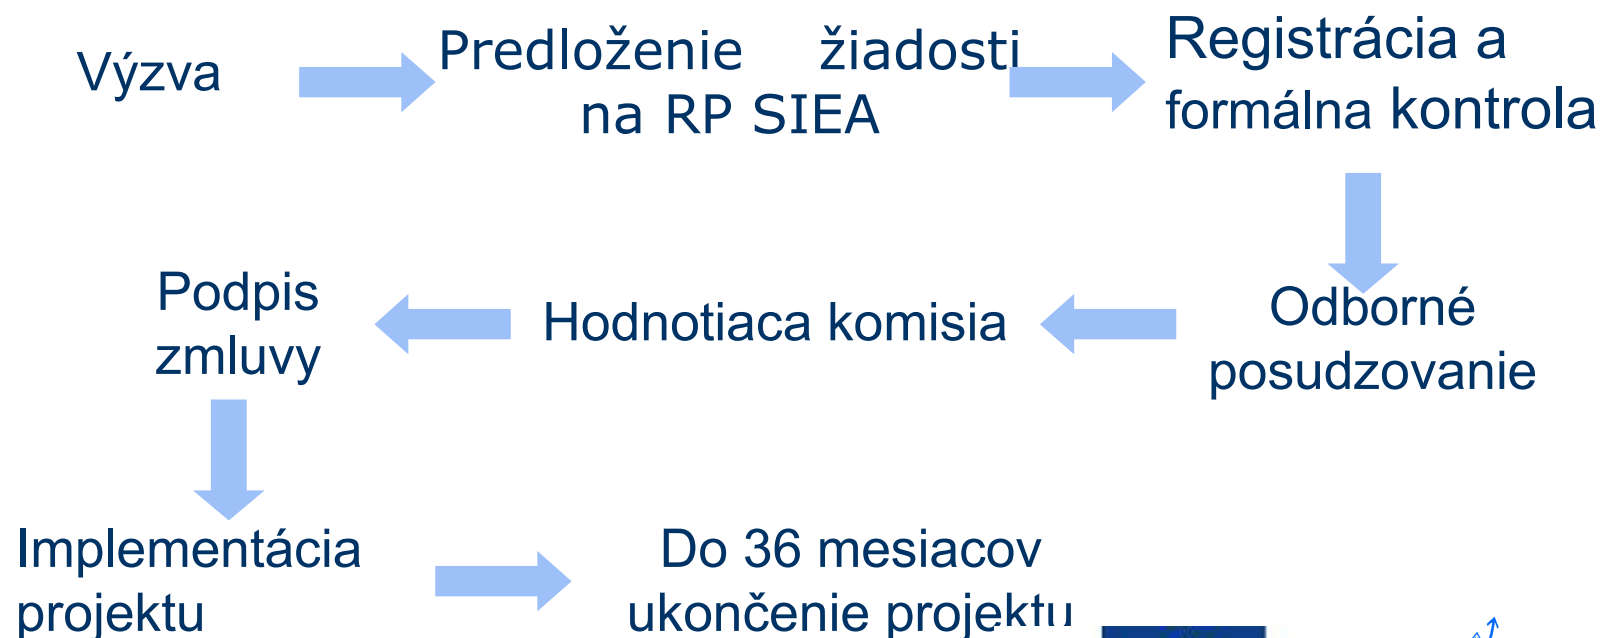 Výzva
Predloženie žiadosti
na RP SIEA
Registrácia a
formálna kontrola
Odborné
posudzovanie
Hodnotiaca komisia
Podpis
zmluvy
Implementácia
projektu
Do 36 mesiacov
ukončenie projektu